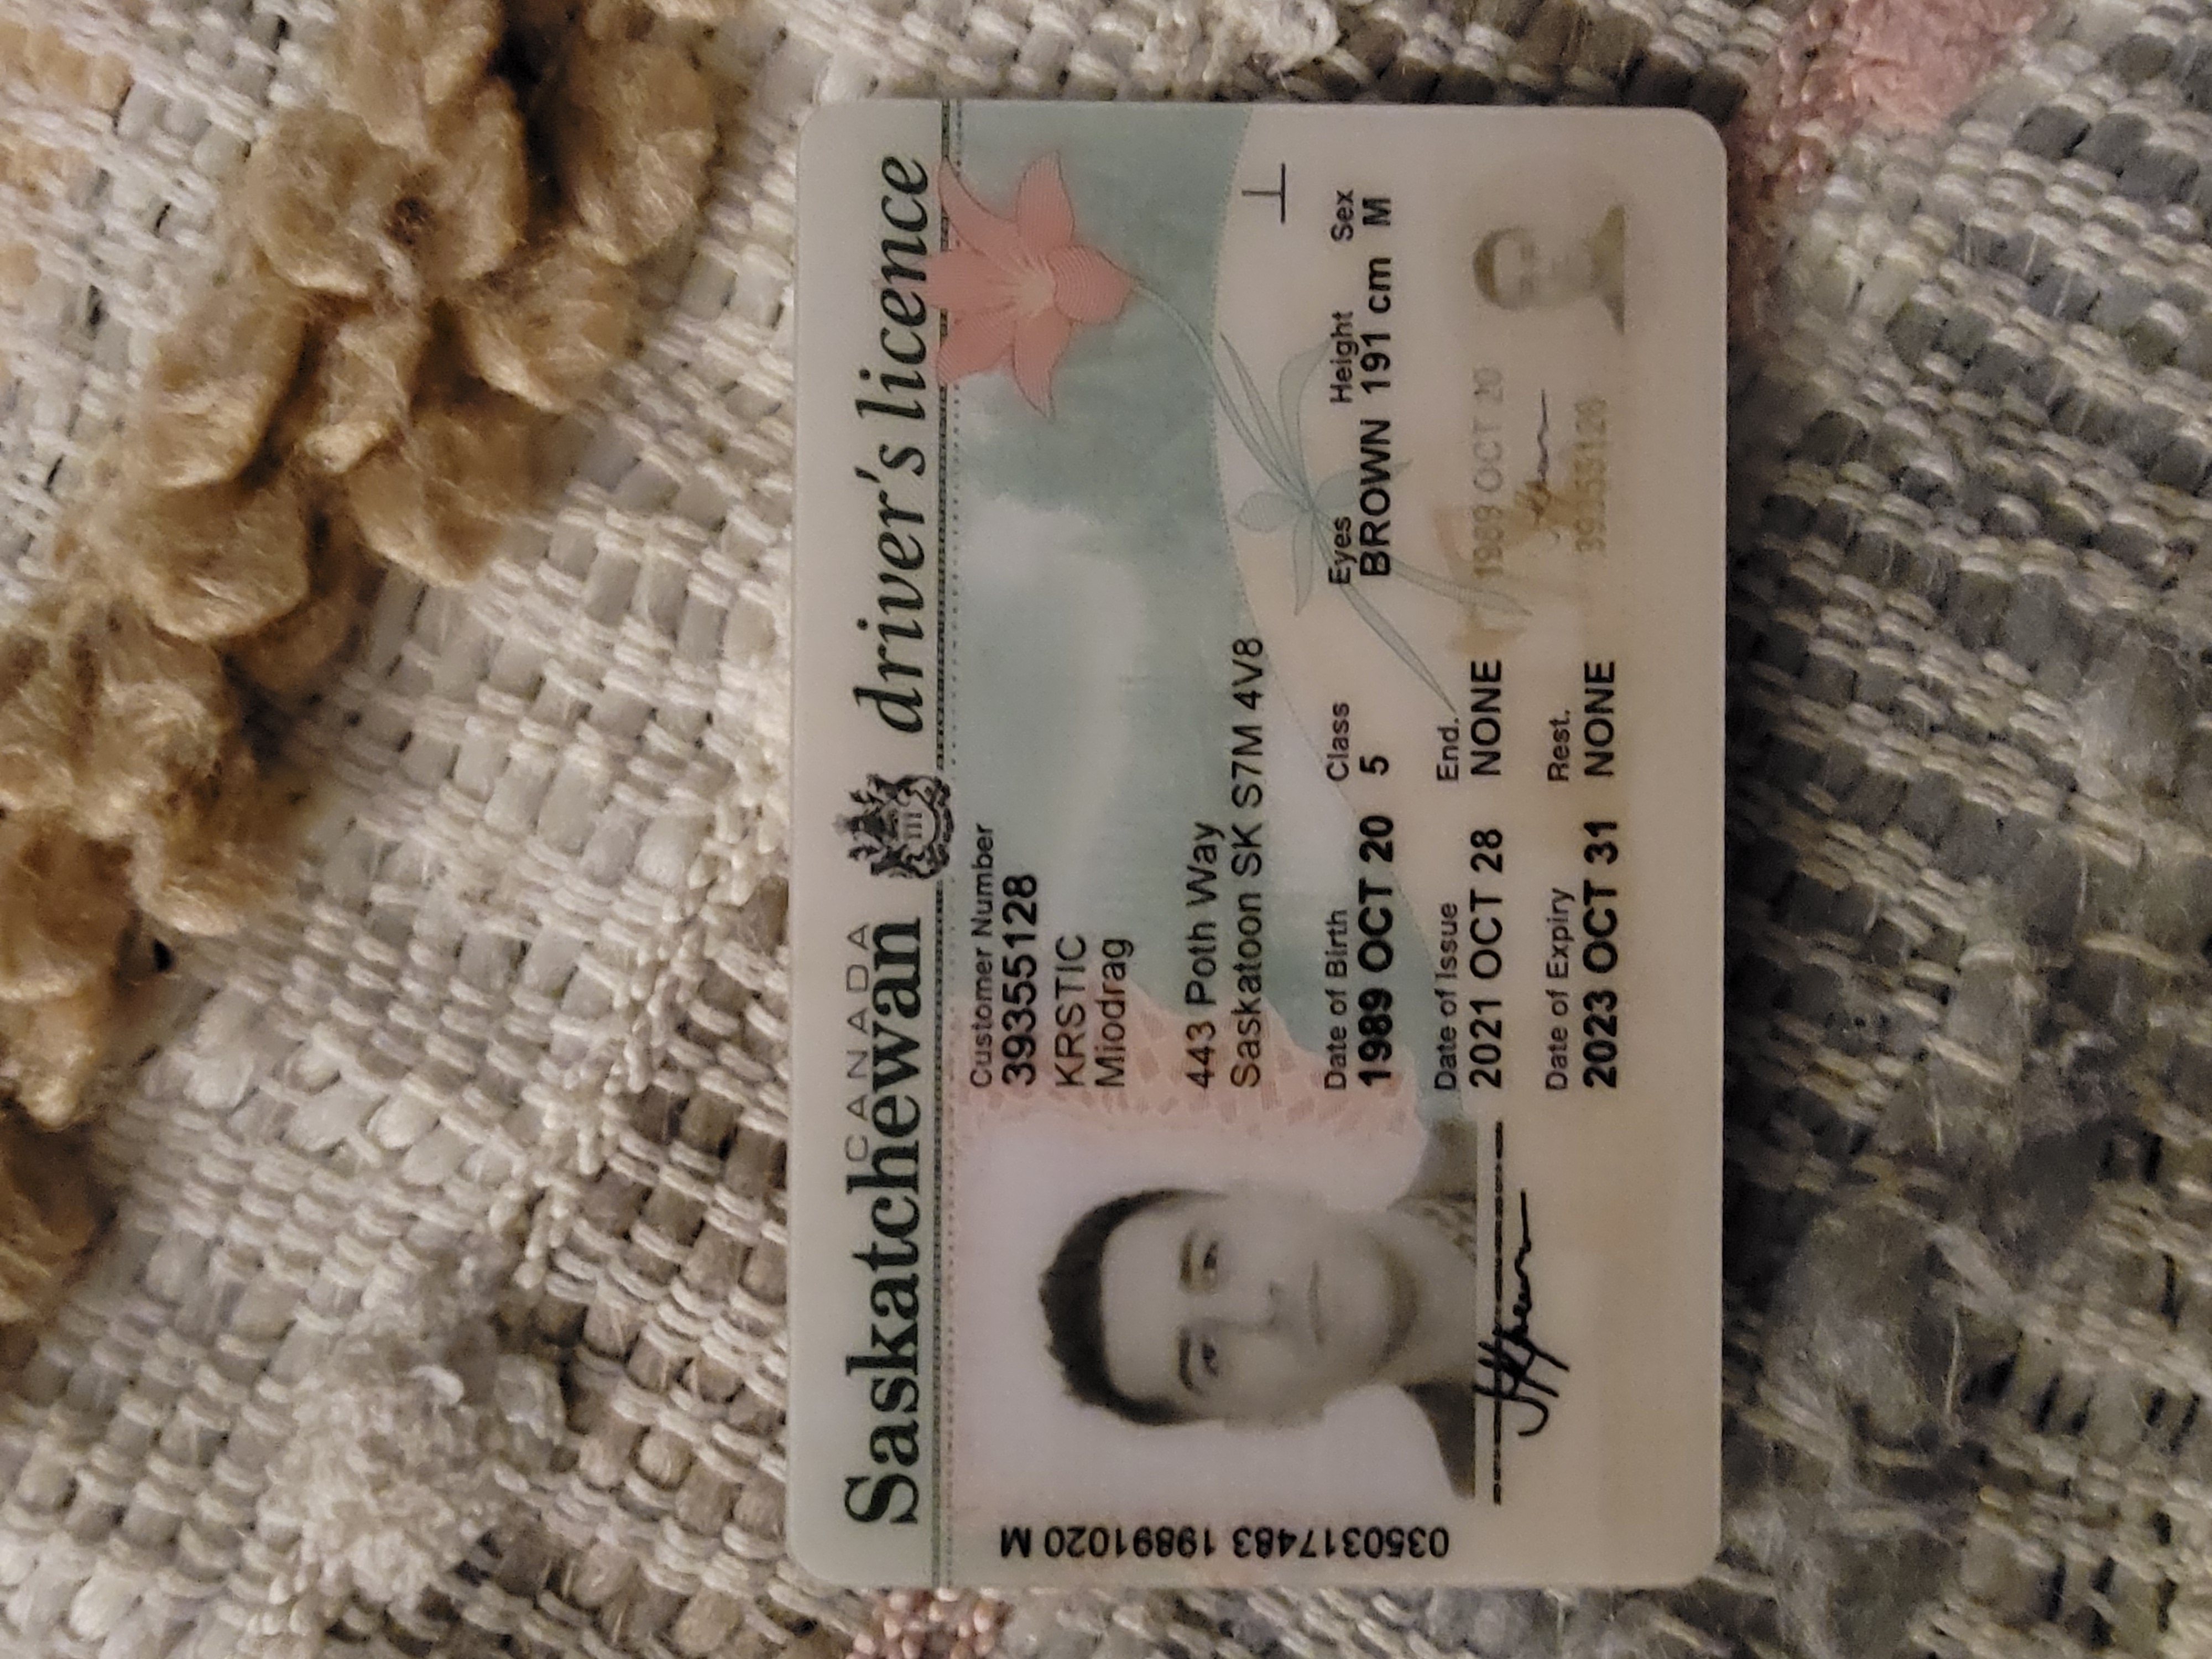 CANADA
Saskatchewan driver's licence
0350317483 19891020 M
Customer Number
39355128
KRSTIC
Miodrag
443 Poth Way
Saskatoon SK S7M 4V8
Date of Birth Class Eyes Height Sex
1989 OCT 20 5 BROWN 191 cm M
Date of Issue End.
2021 OCT 28 NONE
1989 OCT 20
Date of Expiry Rest.
2023 OCT 31 NONE
39355128